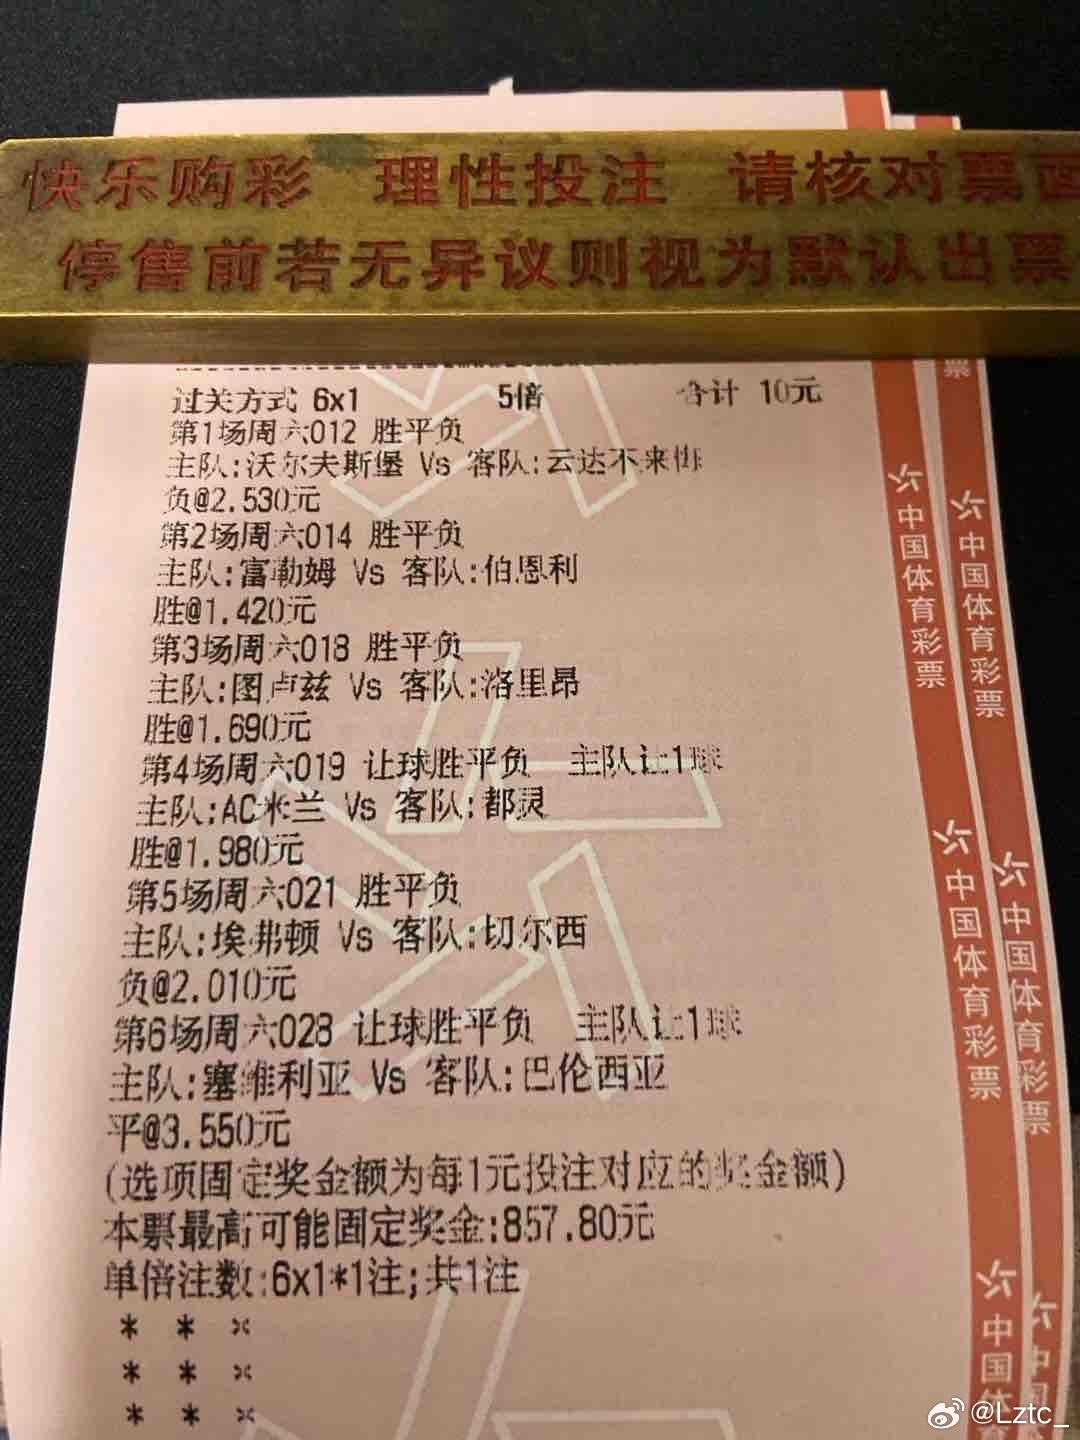 快乐购彩 理性投注 请核对票面
停售前若无异议则视为默认出票
过关方式 6x1 5倍 合计 10元
第1场周六012 胜平负
主队:沃尔夫斯堡 Vs 客队:云达不来梅
负@2.530元
第2场周六014 胜平负
主队:富勒姆 Vs 客队:伯恩利
胜@1.420元
第3场周六018 胜平负
主队:图卢兹 Vs 客队:洛里昂
胜@1.690元
第4场周六019 让球胜平负 主队让1球
主队:AC米兰 Vs 客队:都灵
胜@1.980元
第5场周六021 胜平负
主队:埃弗顿 Vs 客队:切尔西
负@2.010元
第6场周六028 让球胜平负 主队让1球
主队:塞维利亚 Vs 客队:巴伦西亚
平@3.550元
(选项固定奖金额为每1元投注对应的奖金额)
本票最高可能固定奖金:857.80元
单倍注数:6x1*1注;共1注
* * *
* * *
* * *
票
中国体育彩票
中国体育彩票
中国体育彩票
中国体育彩票
中国体育
中国
@Lztc_